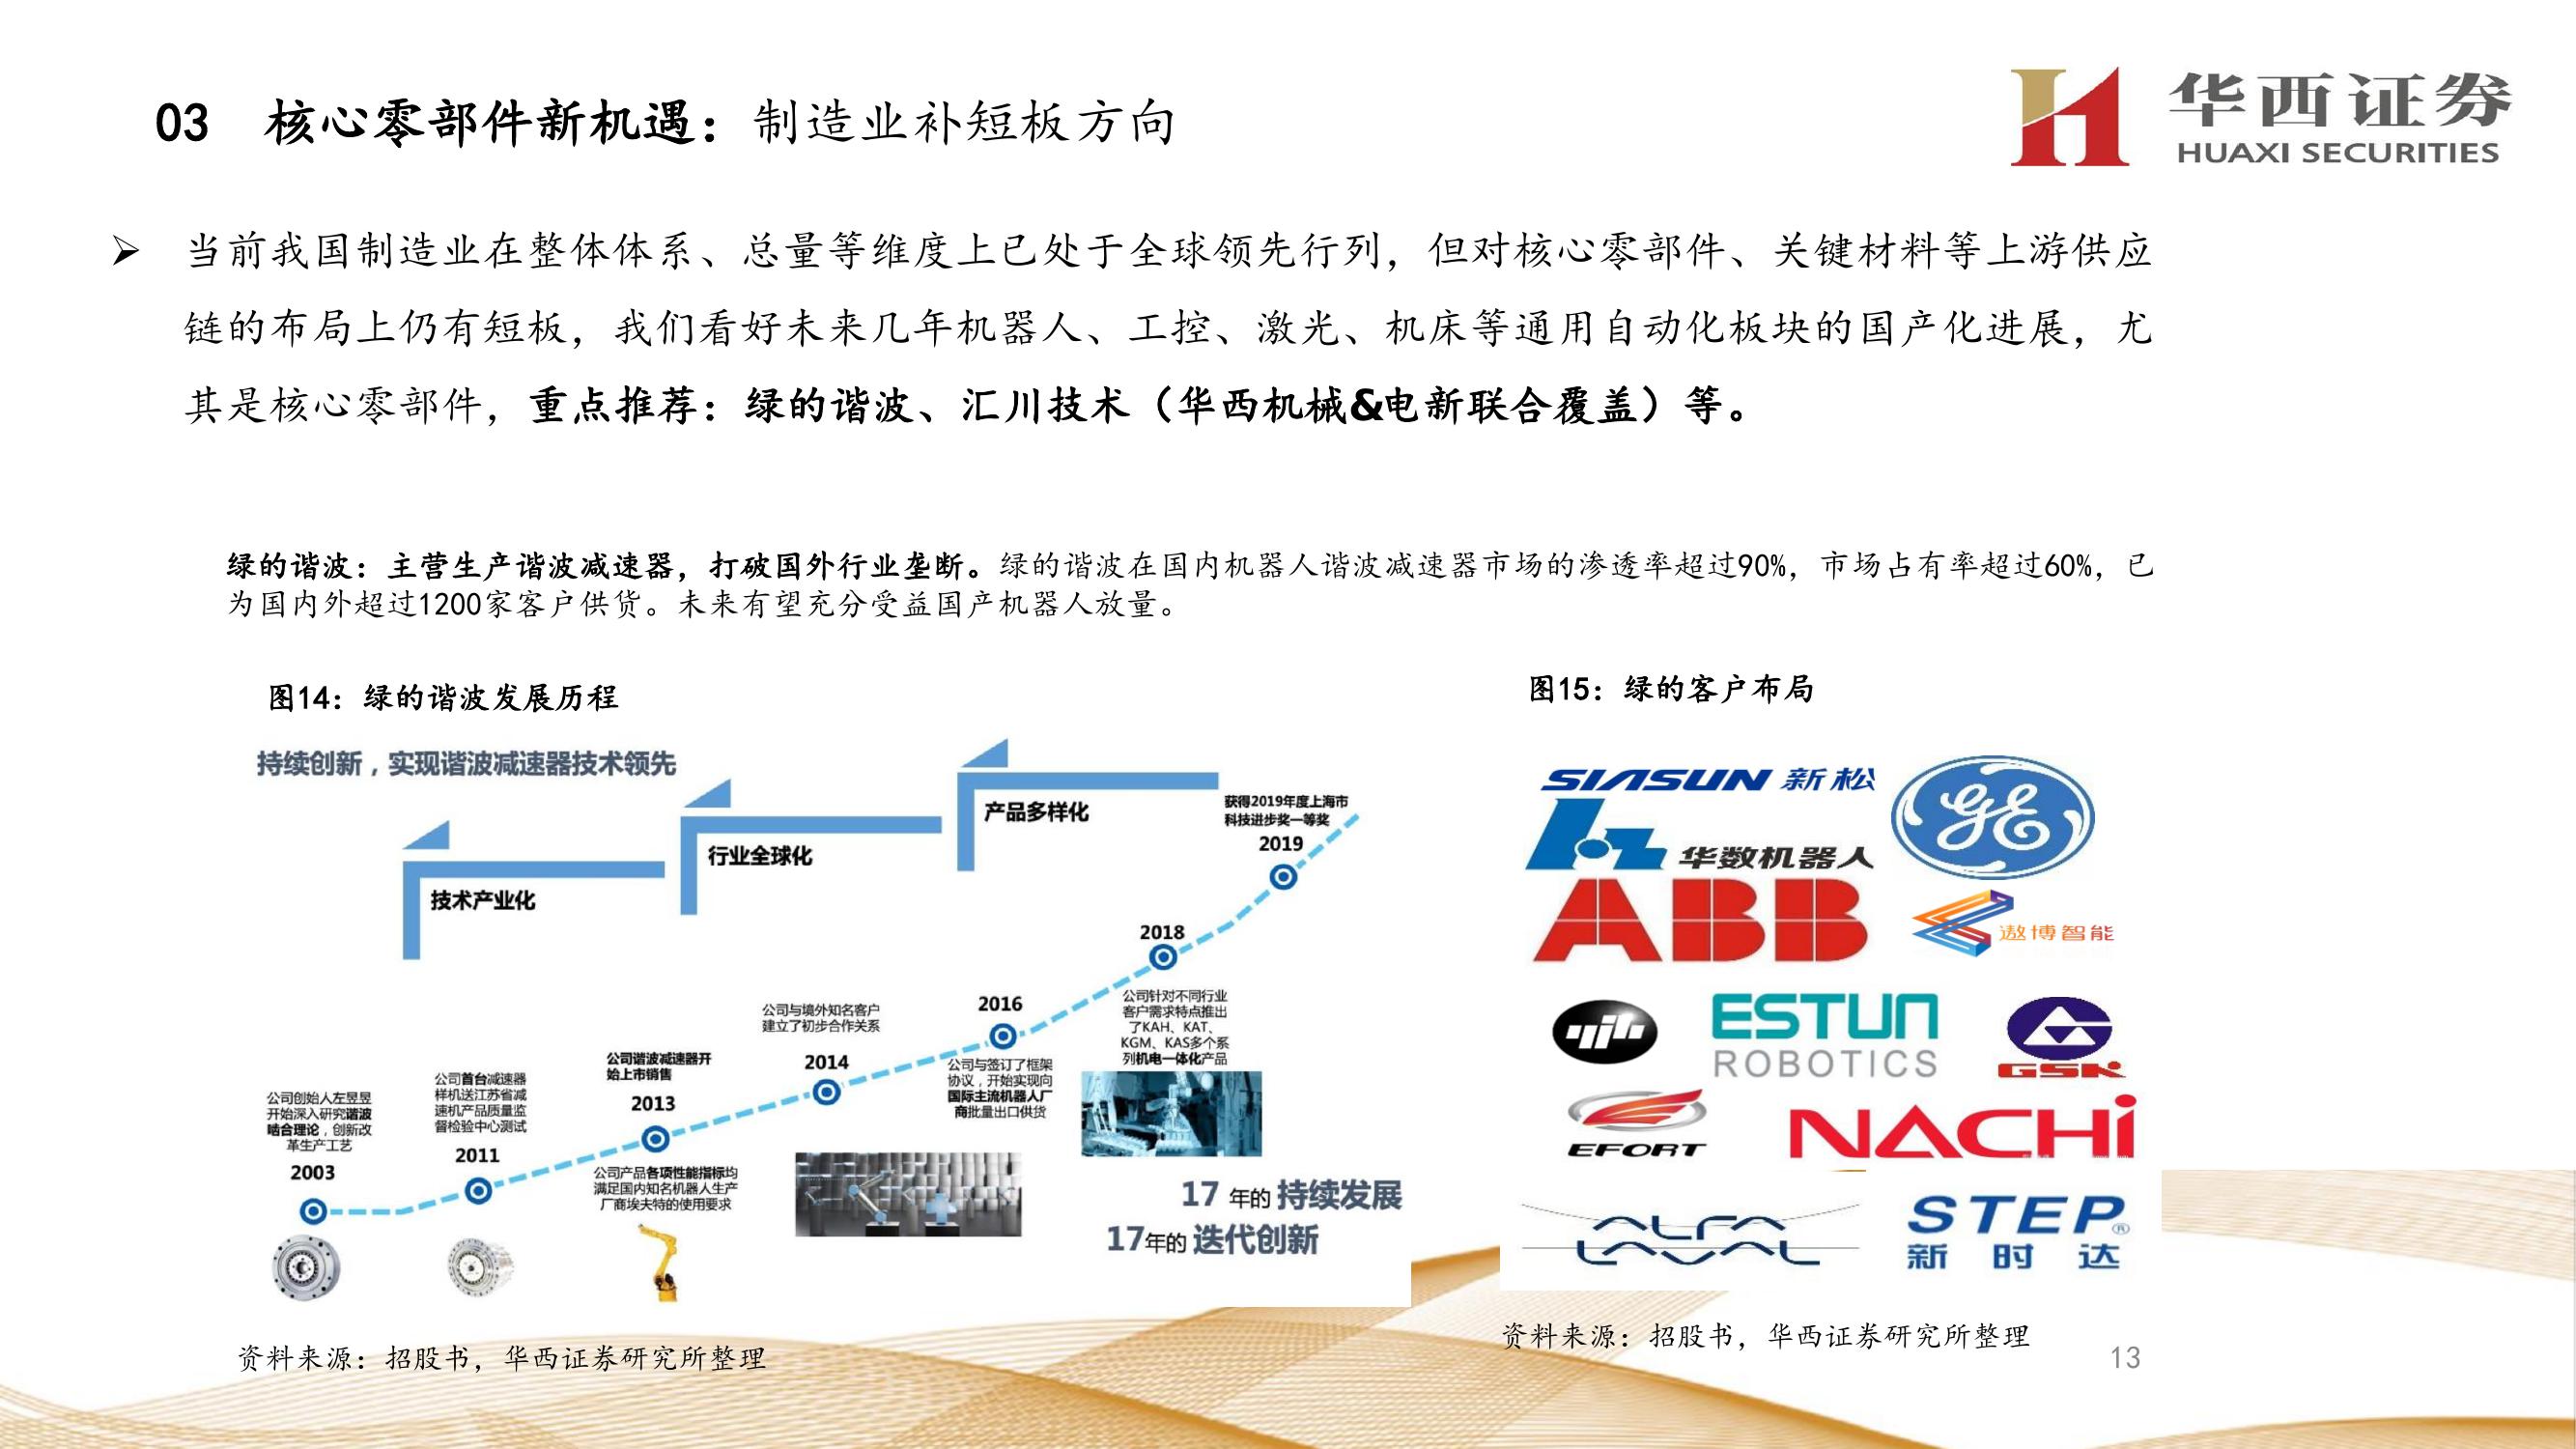 03 核心零部件新机遇：制造业补短板方向
华西证券
HUAXI SECURITIES
➢ 当前我国制造业在整体体系、总量等维度上已处于全球领先行列，但对核心零部件、关键材料等上游供应
链的布局上仍有短板，我们看好未来几年机器人、工控、激光、机床等通用自动化板块的国产化进展，尤
其是核心零部件，重点推荐：绿的谐波、汇川技术（华西机械&电新联合覆盖）等。
绿的谐波：主营生产谐波减速器，打破国外行业垄断。绿的谐波在国内机器人谐波减速器市场的渗透率超过90%，市场占有率超过60%，已
为国内外超过1200家客户供货。未来有望充分受益国产机器人放量。
图14：绿的谐波发展历程
持续创新，实现谐波减速器技术领先
技术产业化
行业全球化
产品多样化
公司创始人左昱昱
开始深入研究谐波
啮合理论，创新改
革生产工艺
2003
公司首台减速器
样机送江苏省减
速机产品质量监
督检验中心测试
2011
公司谐波减速器开
始上市销售
2013
公司产品各项性能指标均
满足国内知名机器人生产
厂商埃夫特的使用要求
公司与境外知名客户
建立了初步合作关系
2014
2016
公司与签订了框架
协议，开始实现向
国际主流机器人厂
商批量出口供货
2018
公司针对不同行业
客户需求特点推出
了KAH、KAT、
KGM、KAS多个系
列机电一体化产品
获得2019年度上海市
科技进步奖一等奖
2019
17 年的 持续发展
17年的 迭代创新
资料来源：招股书，华西证券研究所整理
图15：绿的客户布局
SIASUN 新松
GE
华数机器人
ABB
遨博智能
ESTUN
ROBOTICS
GSK
EFORT
NACHi
ALFA
LAVAL
STEP®
新时达
资料来源：招股书，华西证券研究所整理
13